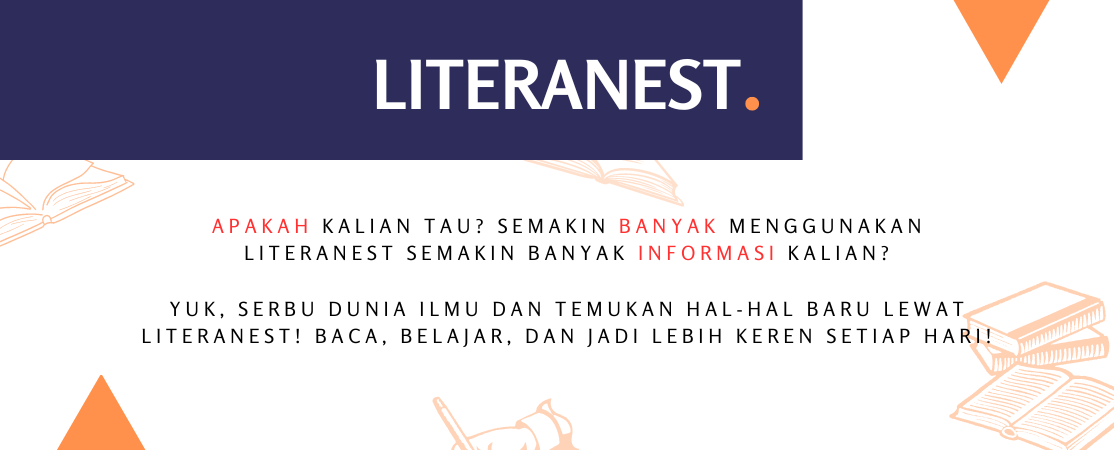 LITERANEST.
APAKAH KALIAN TAU? SEMAKIN BANYAK MENGGUNAKAN
LITERANEST SEMAKIN BANYAK INFORMASI KALIAN?
YUK, SERBU DUNIA ILMU DAN TEMUKAN HAL-HAL BARU LEWAT
LITERANEST! BACA, BELAJAR, DAN JADI LEBIH KEREN SETIAP HARI!